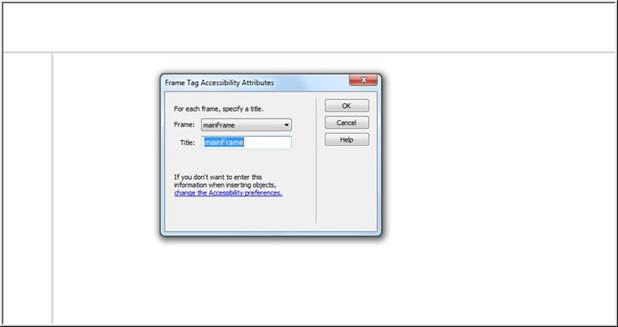 Frame Tag Accessibility Attributes
For each frame, specify a title.
Frame: mainFrame
Title: mainFrame
If you don't want to enter this
information when inserting objects,
change the Accessibility preferences.
OK
Cancel
Help